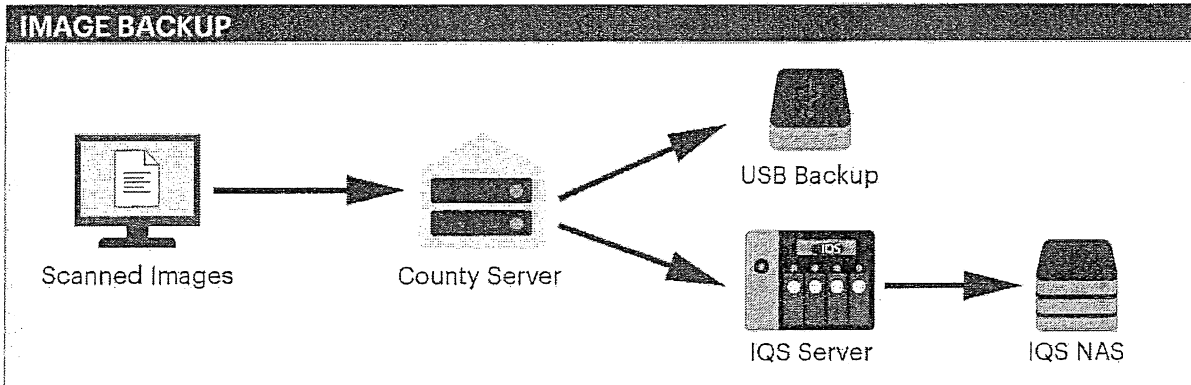 IMAGE BACKUP
USB Backup
Scanned Images
County Server
IQS
IQS Server
IQS NAS